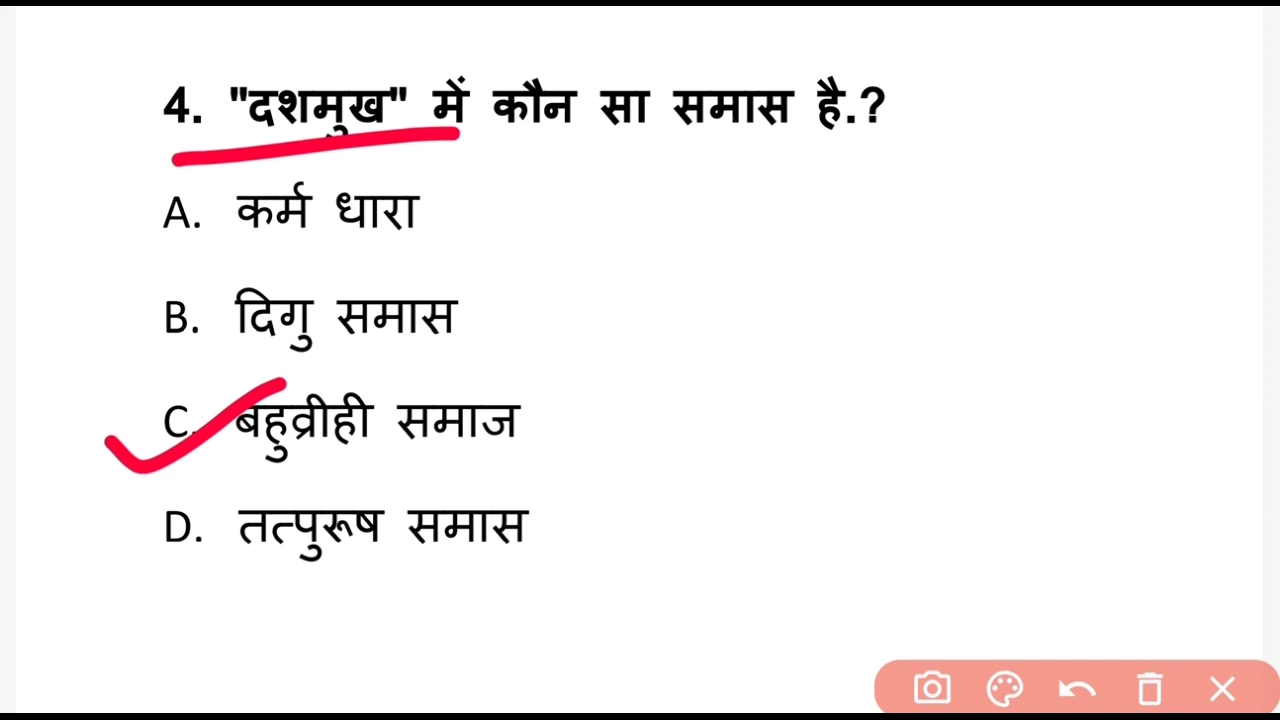 4. "दशमुख" में कौन सा समास है.?
A. कर्म धारा
B. दिगु समास
C. बहुव्रीही समाज
D. तत्पुरूष समास